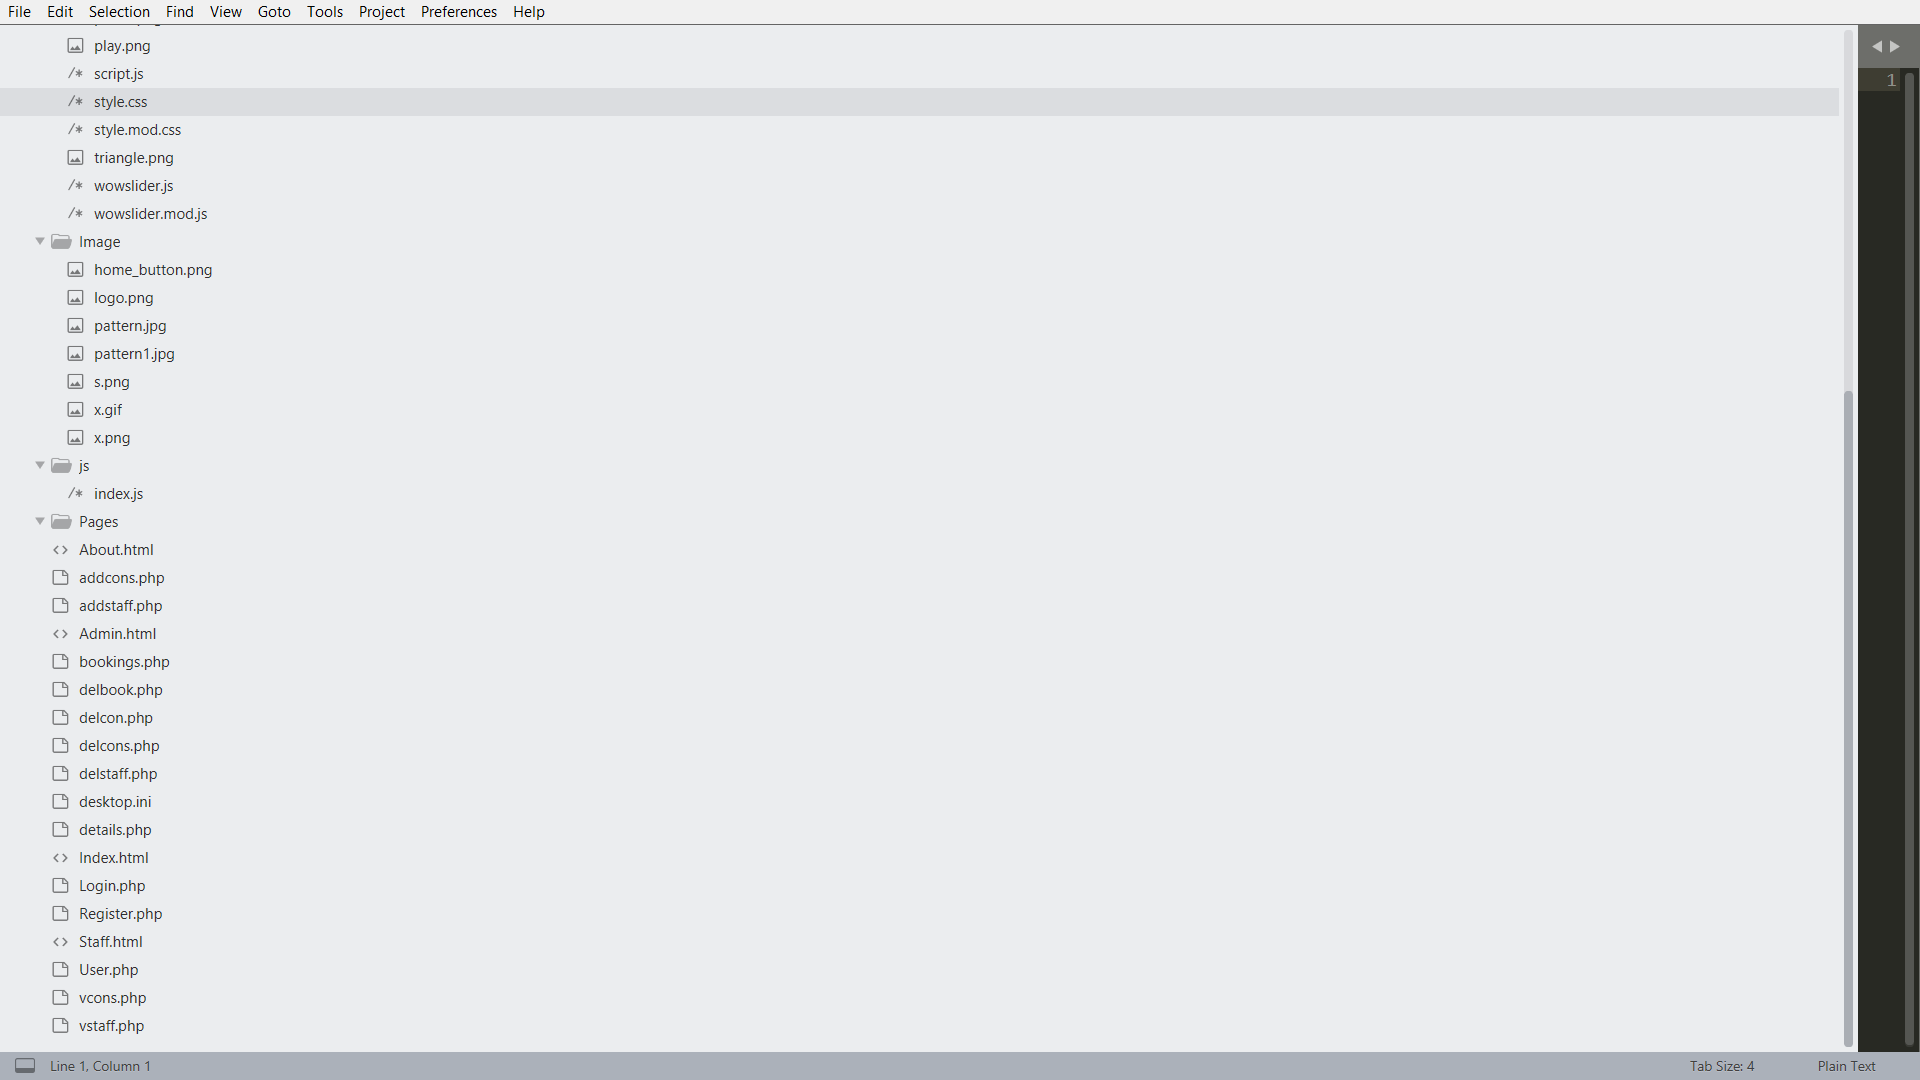 File Edit Selection Find View Goto Tools Project Preferences Help
play.png
/* script.js
/* style.css
/* style.mod.css
triangle.png
/* wowslider.js
/* wowslider.mod.js
Image
home_button.png
logo.png
pattern.jpg
pattern1.jpg
s.png
x.gif
x.png
js
/* index.js
Pages
<> About.html
addcons.php
addstaff.php
<> Admin.html
bookings.php
delbook.php
delcon.php
delcons.php
delstaff.php
desktop.ini
details.php
<> Index.html
Login.php
Register.php
<> Staff.html
User.php
vcons.php
vstaff.php
1
Line 1, Column 1
Tab Size: 4
Plain Text